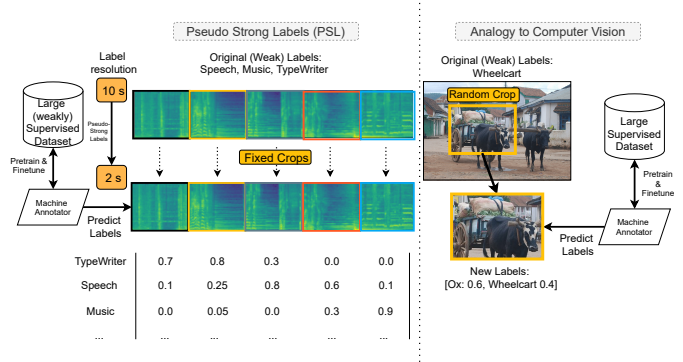 Pseudo Strong Labels (PSL)
Label
resolution
Original (Weak) Labels:
Speech, Music, TypeWriter
10 s
Large
(weakly)
Supervised
Dataset
Pseudo-
Strong
Labels
Pretrain &
Finetune
Fixed Crops
2 s
Machine
Annotator
Predict
Labels
TypeWriter 0.7 0.8 0.3 0.0 0.0
Speech 0.1 0.25 0.8 0.6 0.1
Music 0.0 0.05 0.0 0.3 0.9
... ... ... ... ... ...
Analogy to Computer Vision
Original (Weak) Labels:
Wheelcart
Random Crop
Large
Supervised
Dataset
Pretrain
&
Finetune
Machine
Annotator
Predict
Labels
New Labels:
[Ox: 0.6, Wheelcart 0.4]